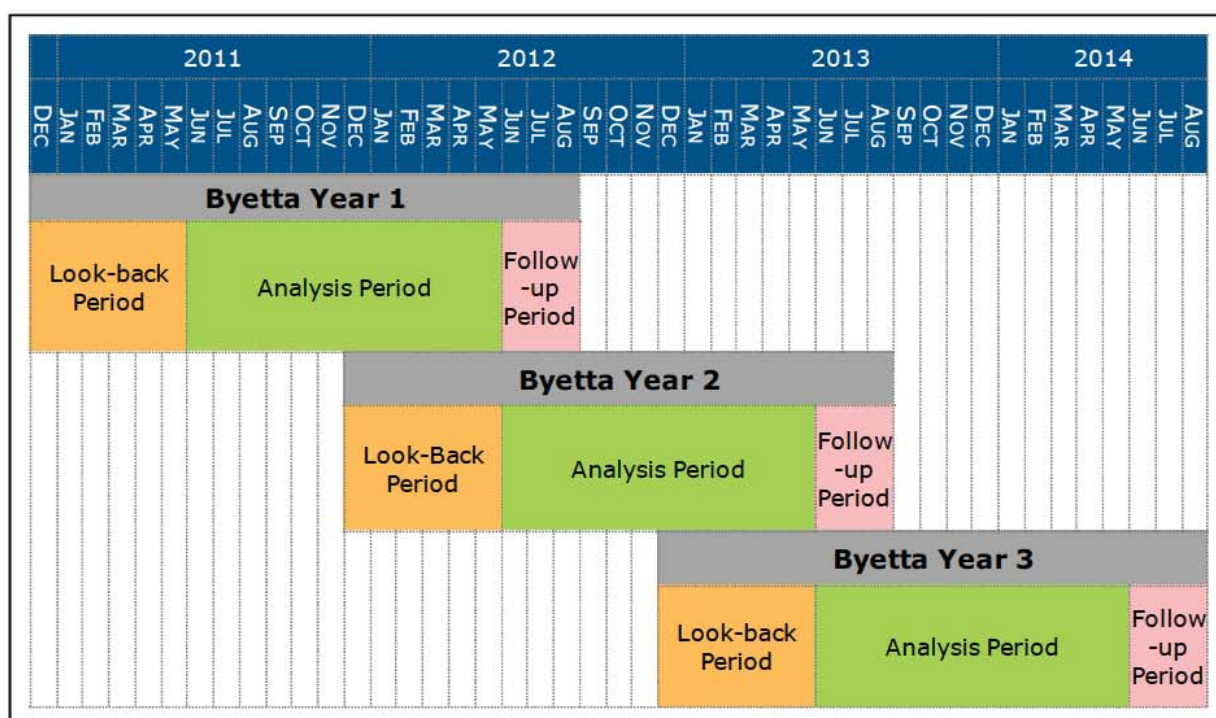 2011 2012 2013 2014
DEC JAN FEB MAR APR MAY JUN JUL AUG SEP OCT NOV DEC JAN FEB MAR APR MAY JUN JUL AUG SEP OCT NOV DEC JAN FEB MAR APR MAY JUN JUL AUG SEP OCT NOV DEC JAN FEB MAR APR MAY JUN JUL AUG
Byetta Year 1
Look-back
Period
Analysis Period
Follow
-up
Period
Byetta Year 2
Look-Back
Period
Analysis Period
Follow
-up
Period
Byetta Year 3
Look-back
Period
Analysis Period
Follow
-up
Period